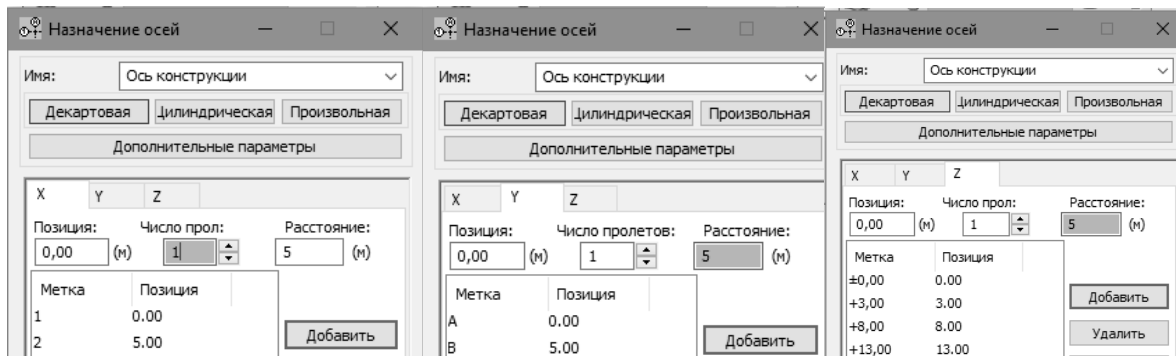 Назначение осей
Имя: Ось конструкции
Декартовая Цилиндрическая Произвольная
Дополнительные параметры
X Y Z
Позиция: Число прол: Расстояние:
0,00 (м) 1 5 (м)
Метка Позиция
1 0.00
2 5.00
Добавить
Назначение осей
Имя: Ось конструкции
Декартовая Цилиндрическая Произвольная
Дополнительные параметры
X Y Z
Позиция: Число пролетов: Расстояние:
0,00 (м) 1 5 (м)
Метка Позиция
A 0.00
B 5.00
Добавить
Назначение осей
Имя: Ось конструкции
Декартовая Цилиндрическая Произвольная
Дополнительные параметры
X Y Z
Позиция: Число прол: Расстояние:
0,00 (м) 1 5 (м)
Метка Позиция
±0,00 0.00
+3,00 3.00
+8,00 8.00
+13,00 13.00
Добавить
Удалить